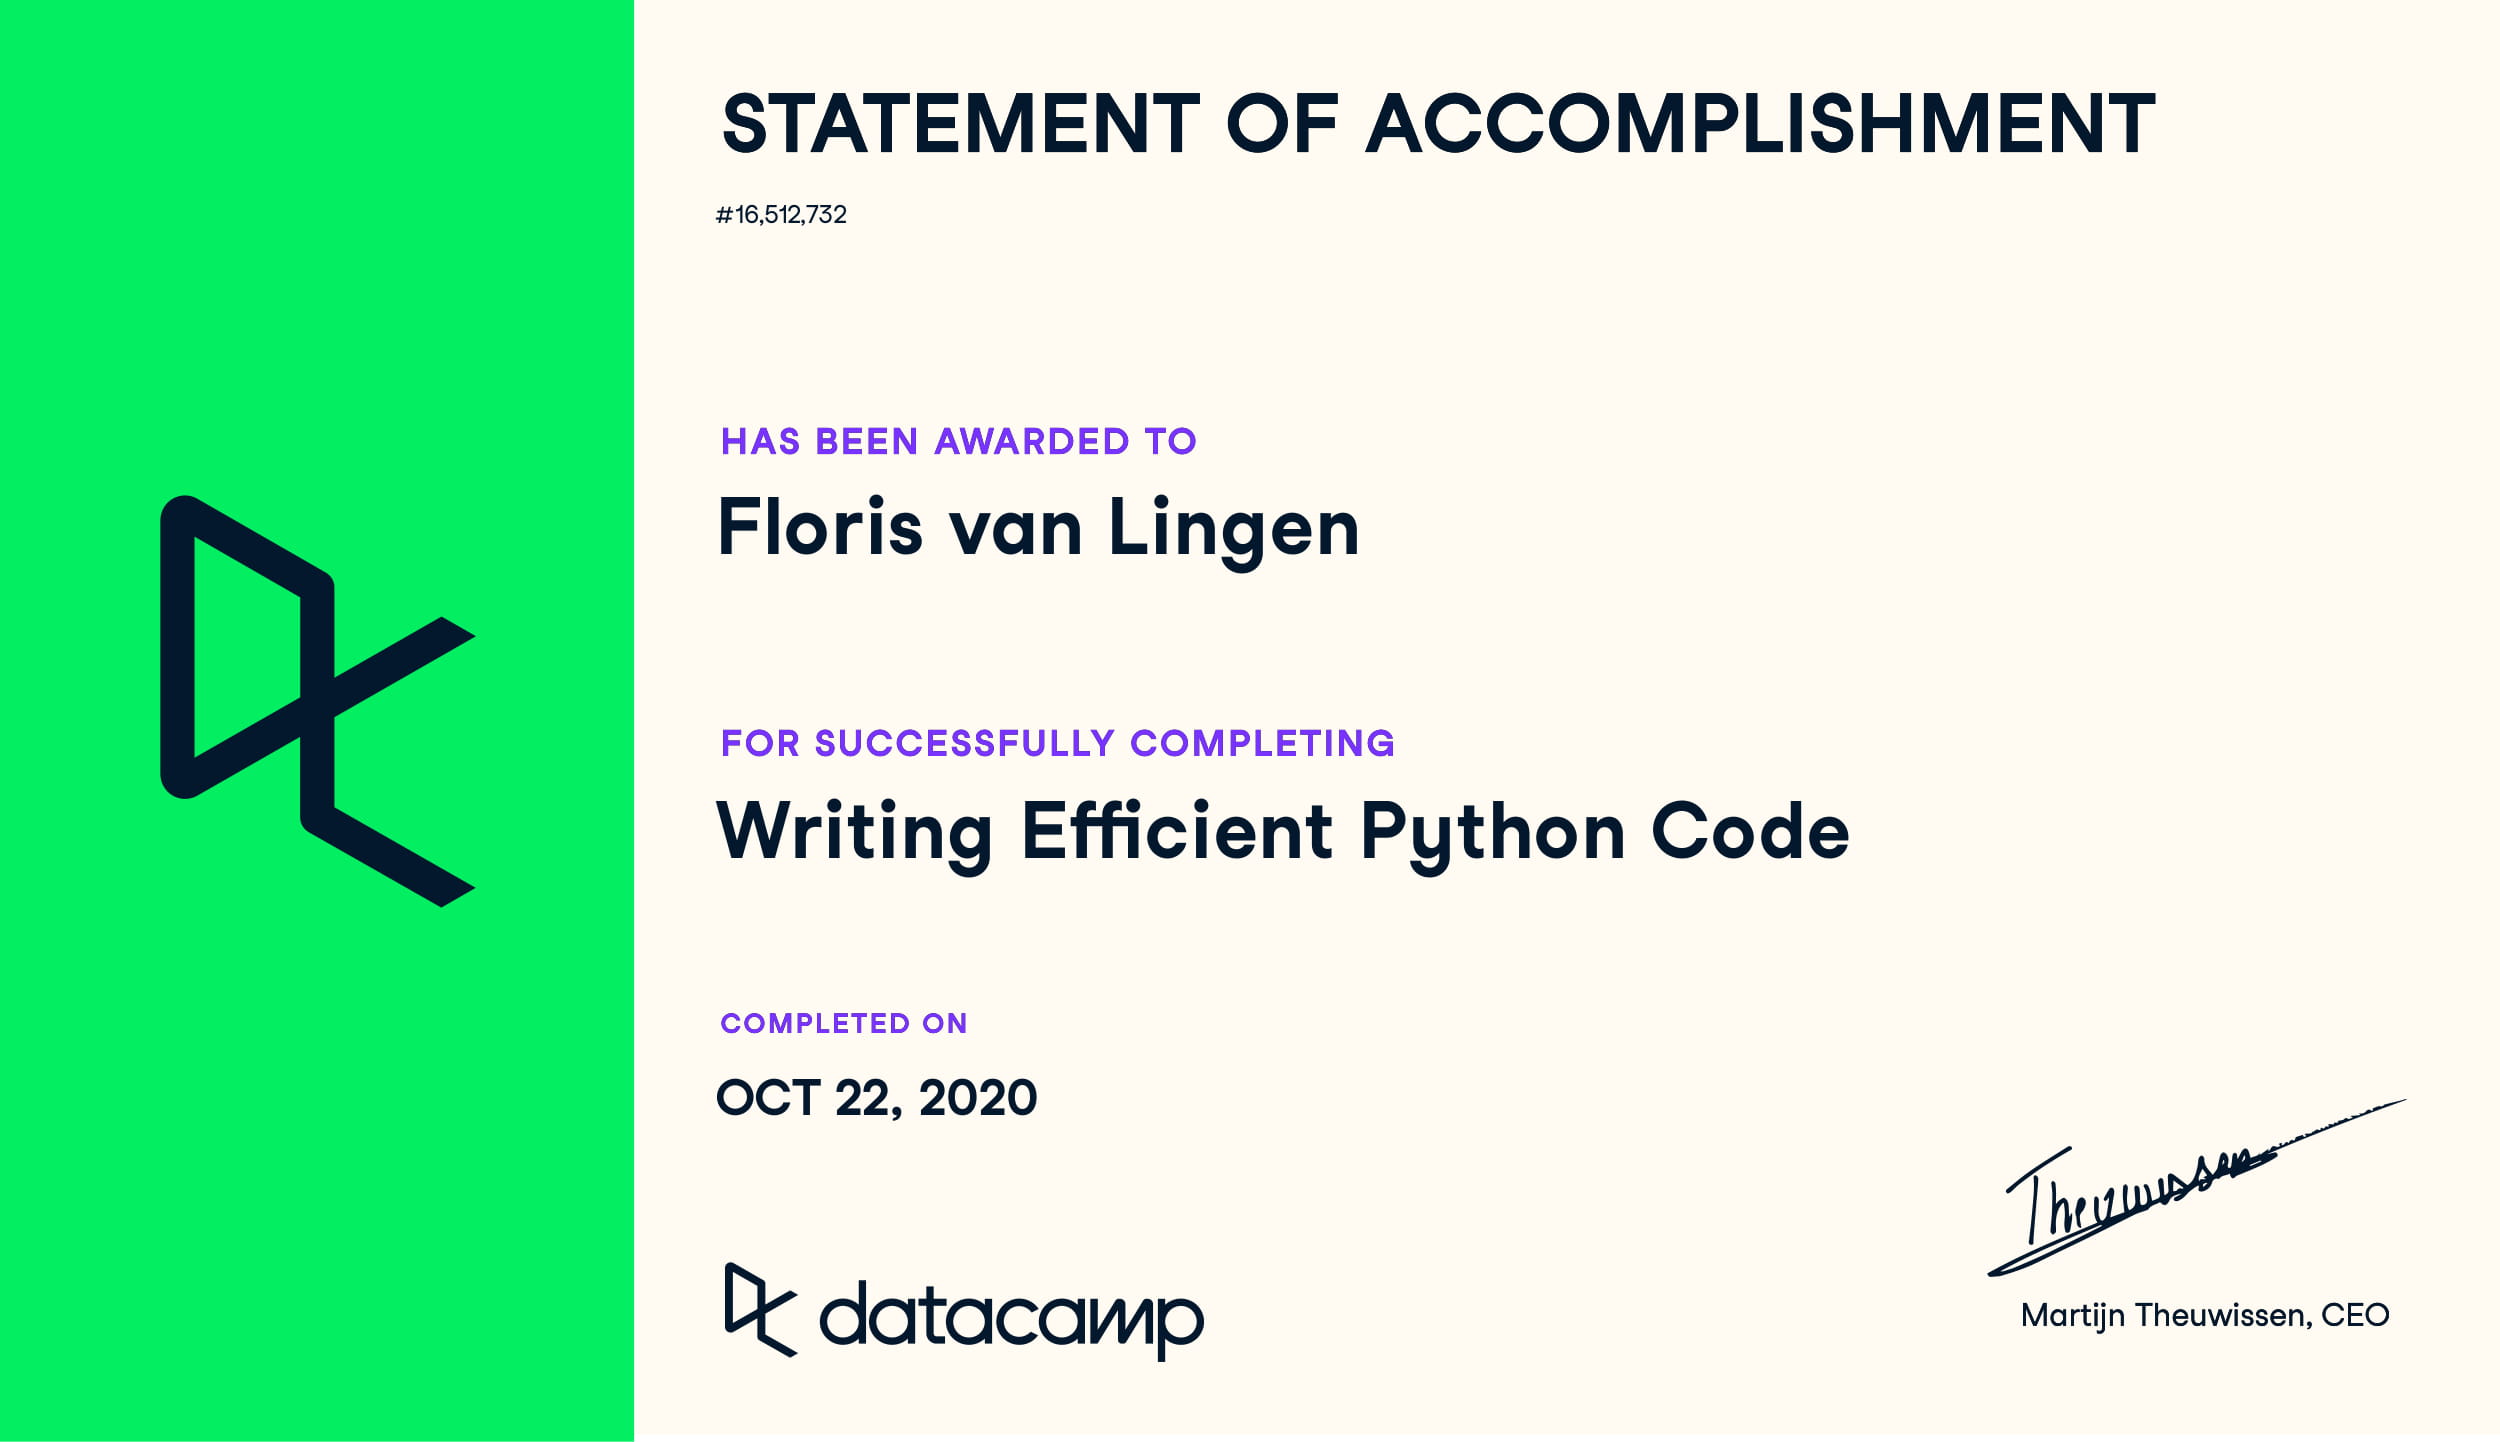 STATEMENT OF ACCOMPLISHMENT
#16,512,732
HAS BEEN AWARDED TO
Floris van Lingen
FOR SUCCESSFULLY COMPLETING
Writing Efficient Python Code
COMPLETED ON
OCT 22, 2020
Theuwissen
datacamp
Martijn Theuwissen, CEO